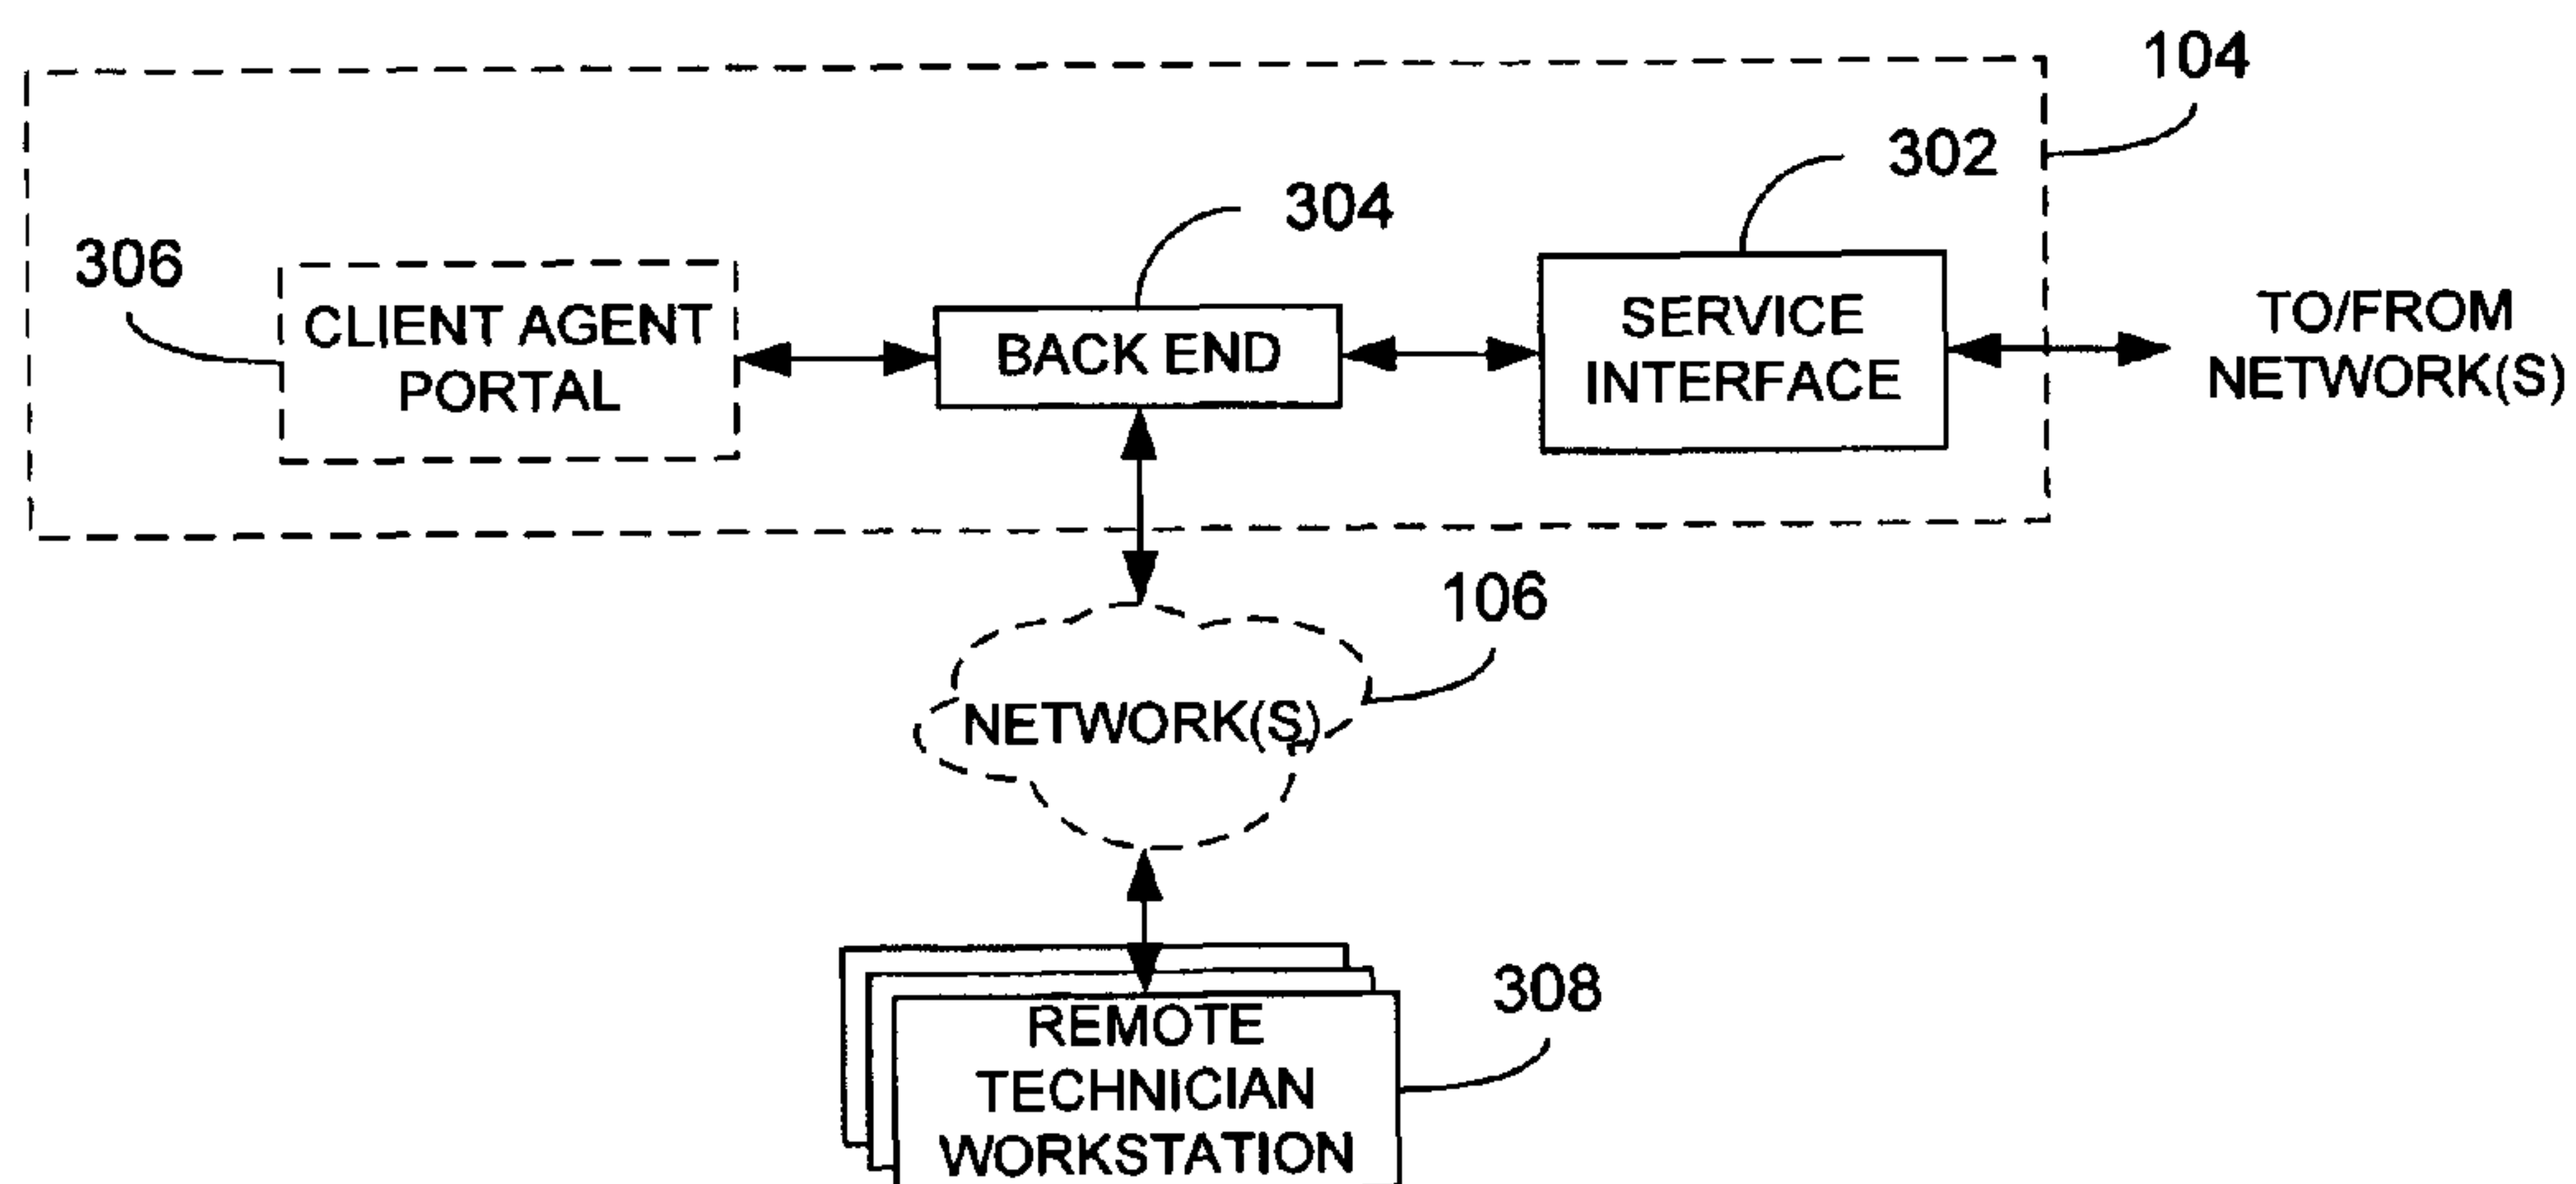 104
302
304
306
CLIENT AGENT
PORTAL
BACK END
SERVICE
INTERFACE
TO/FROM
NETWORK(S)
106
NETWORK(S)
308
REMOTE
TECHNICIAN
WORKSTATION